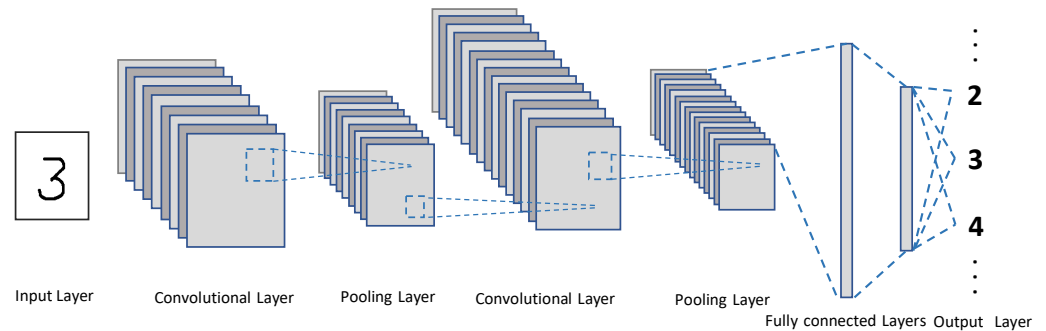 3
2
3
4
Input Layer
Convolutional Layer
Pooling Layer
Convolutional Layer
Pooling Layer
Fully connected Layers
Output Layer